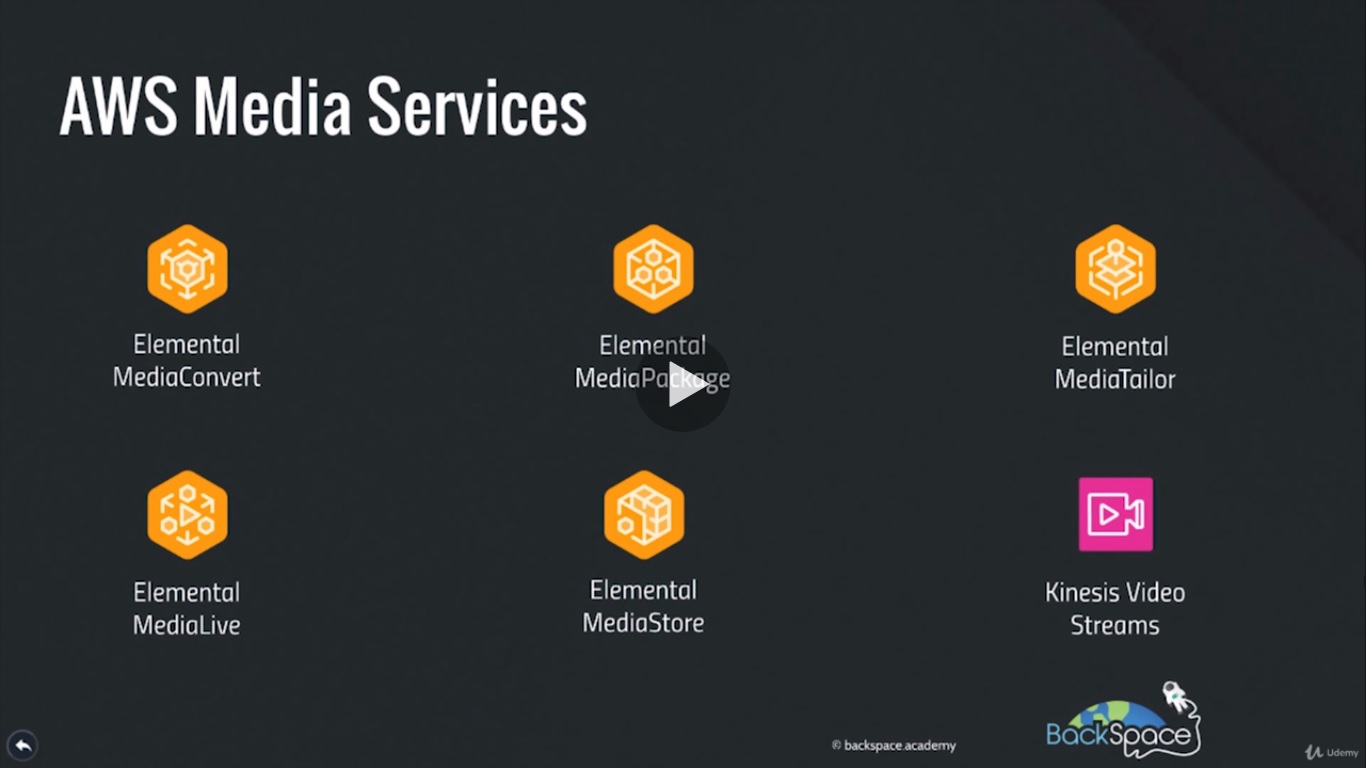 AWS Media Services
Elemental
MediaConvert
Elemental
MediaPackage
Elemental
MediaTailor
Elemental
MediaLive
Elemental
MediaStore
Kinesis Video
Streams
© backspace.academy
BackSpace
Udemy